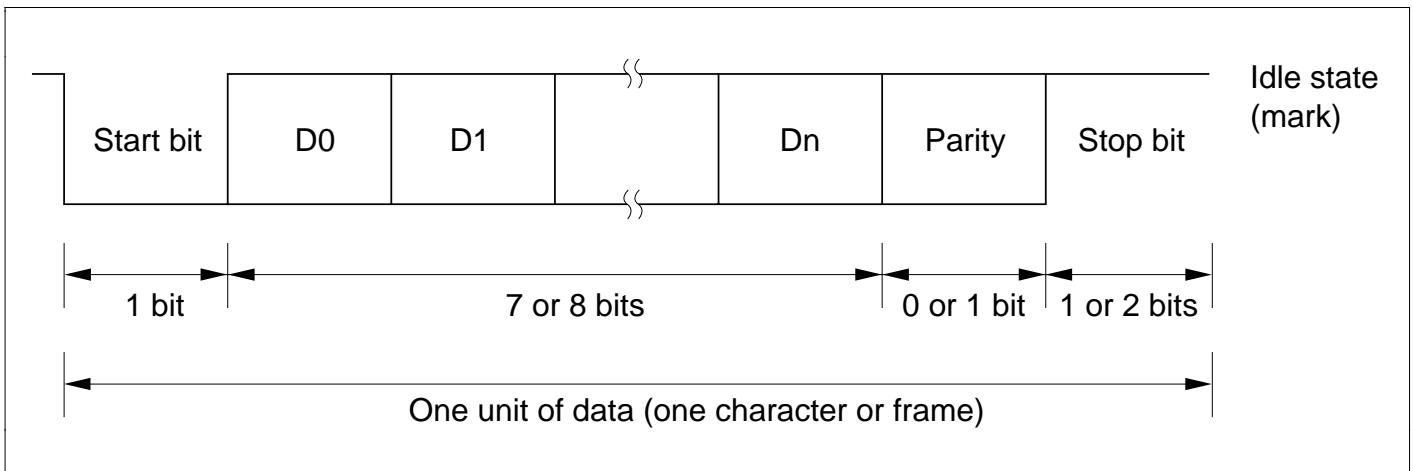 Idle state
(mark)
Start bit D0 D1 Dn Parity Stop bit
1 bit 7 or 8 bits 0 or 1 bit 1 or 2 bits
One unit of data (one character or frame)